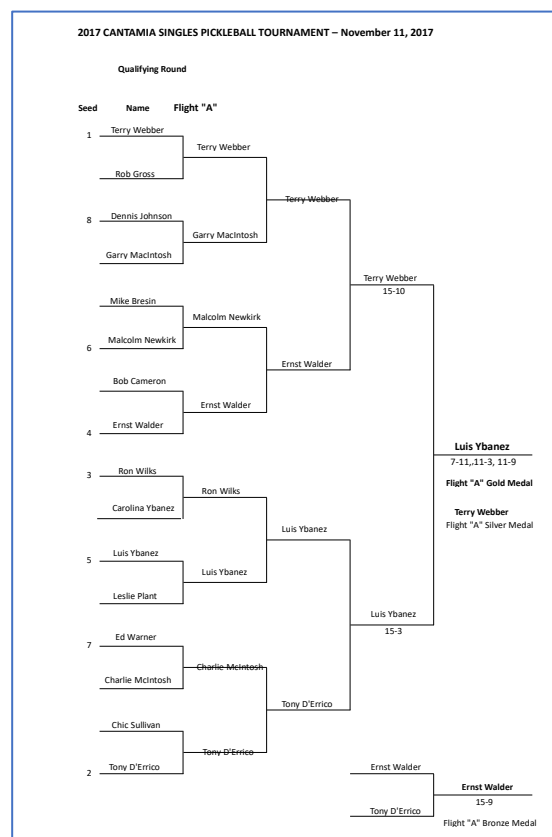 2017 CANTAMIA SINGLES PICKLEBALL TOURNAMENT – November 11, 2017
Qualifying Round
Seed Name Flight "A"
1 Terry Webber
Terry Webber
Rob Gross
Terry Webber
8 Dennis Johnson
Garry MacIntosh
Garry MacIntosh
Terry Webber
15-10
Mike Bresin
Malcolm Newkirk
6 Malcolm Newkirk
Ernst Walder
Bob Cameron
Ernst Walder
4 Ernst Walder
Luis Ybanez
7-11,.11-3, 11-9
Flight "A" Gold Medal
Terry Webber
Flight "A" Silver Medal
3 Ron Wilks
Ron Wilks
Carolina Ybanez
Luis Ybanez
5 Luis Ybanez
Luis Ybanez
Leslie Plant
Luis Ybanez
15-3
7 Ed Warner
Charlie McIntosh
Charlie McIntosh
Tony D'Errico
Chic Sullivan
Tony D'Errico
2 Tony D'Errico
Ernst Walder
Ernst Walder
15-9
Tony D'Errico
Flight "A" Bronze Medal